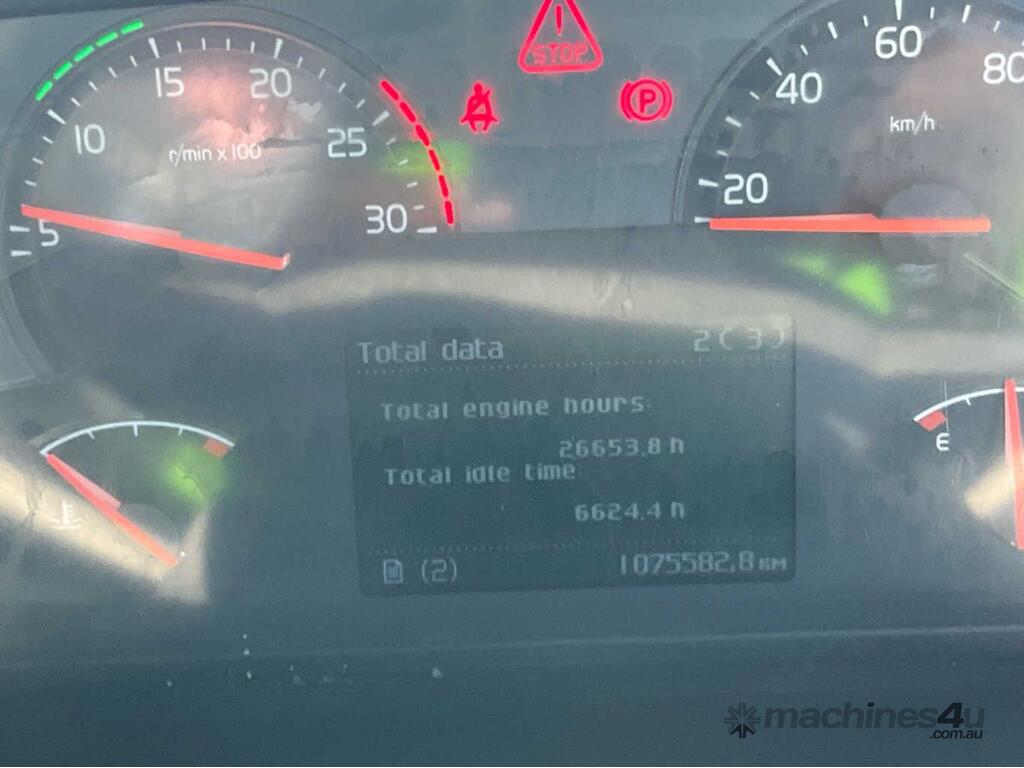 STOP
P
15 20
10 25
r/min x100
5 30
60
40 80
km/h
20
Total data 2(3)
Total engine hours:
26653,8 h
Total idle time:
6624,4 h
(2) 1075582,8 KM
E
machines4u
.com.au